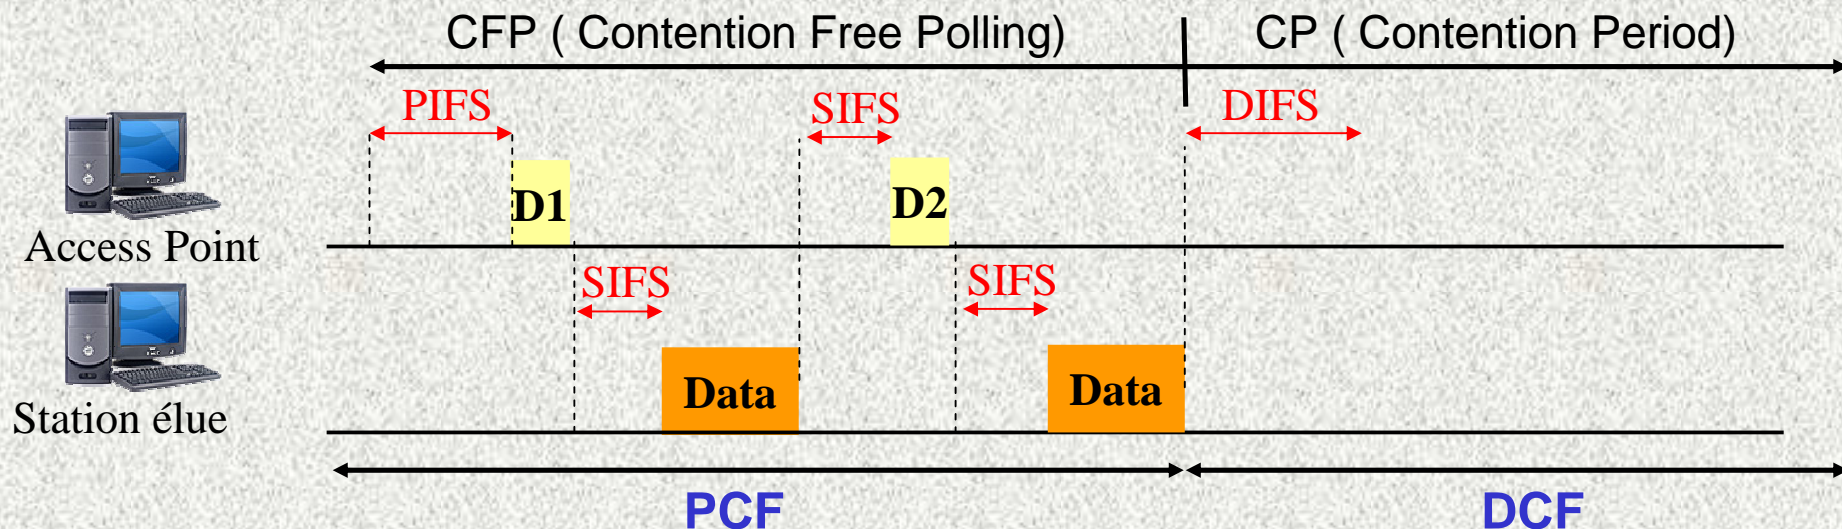 CFP ( Contention Free Polling)
CP ( Contention Period)
PIFS
SIFS
DIFS
D1
D2
Access Point
SIFS
SIFS
Data
Data
Station élue
PCF
DCF